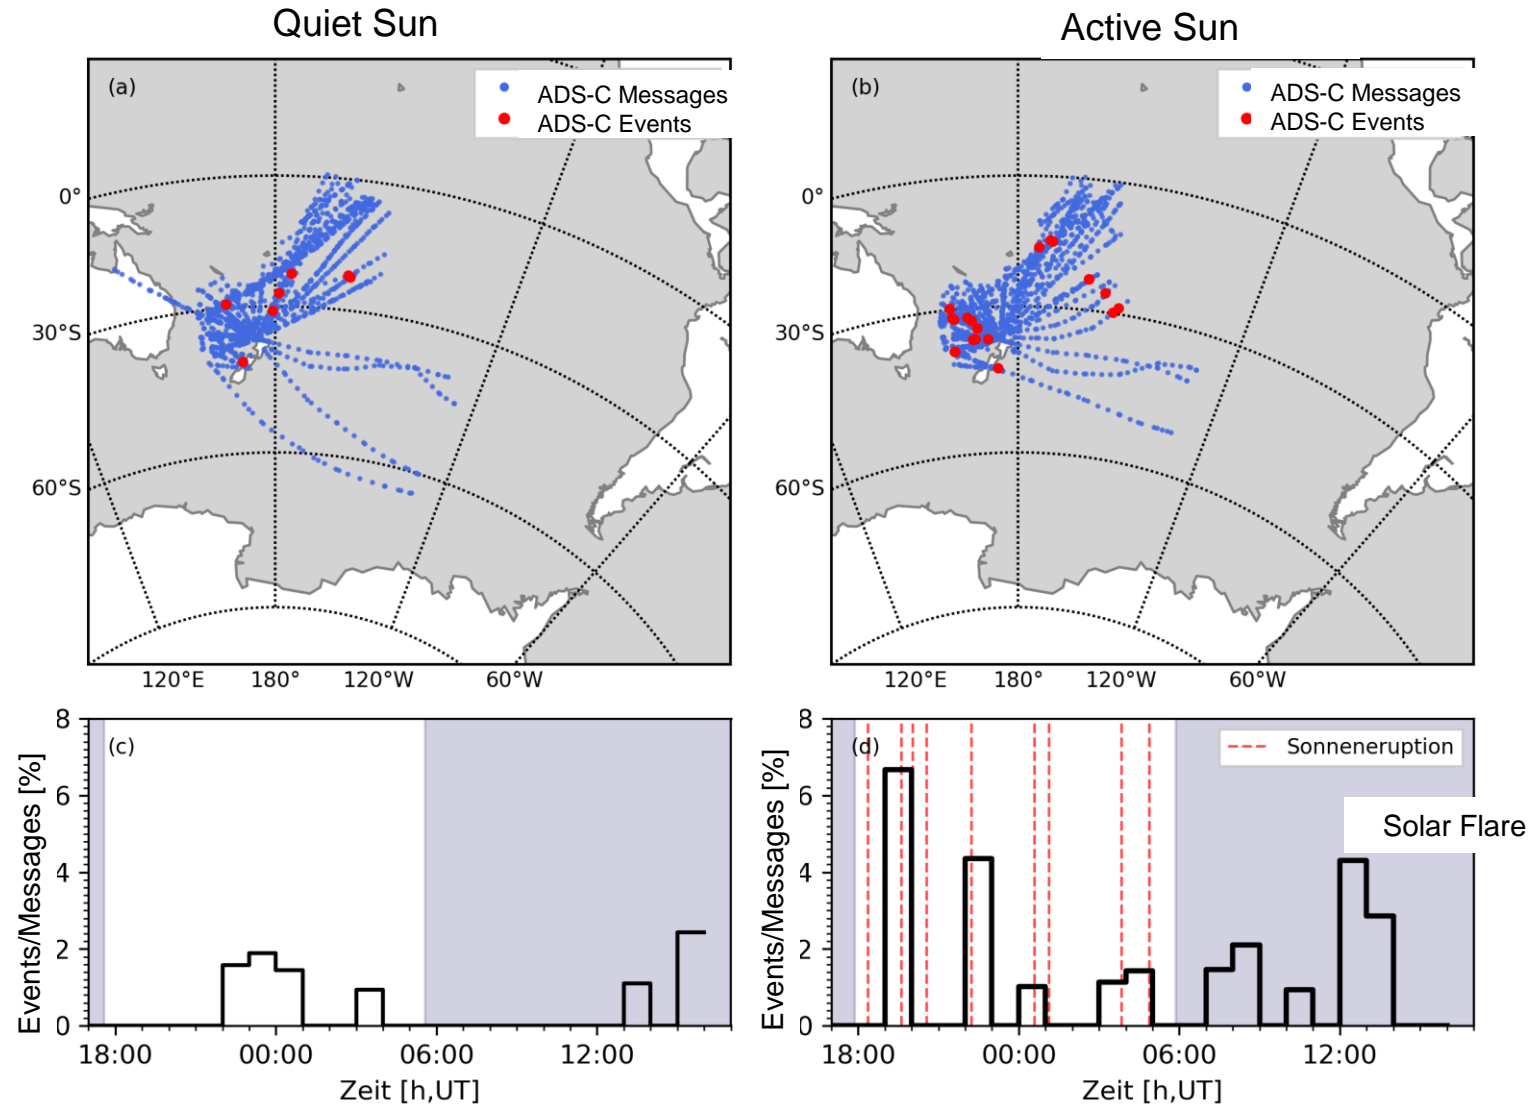 Quiet Sun
Active Sun
(a)
ADS-C Messages
ADS-C Events
(b)
ADS-C Messages
ADS-C Events
0°
30°S
60°S
0°
30°S
60°S
120°E 180° 120°W 60°W
120°E 180° 120°W 60°W
Events/Messages [%]
8
6
4
2
0
(c)
18:00 00:00 06:00 12:00
Zeit [h,UT]
Events/Messages [%]
8
6
4
2
0
(d)
Sonneneruption
Solar Flare
18:00 00:00 06:00 12:00
Zeit [h,UT]